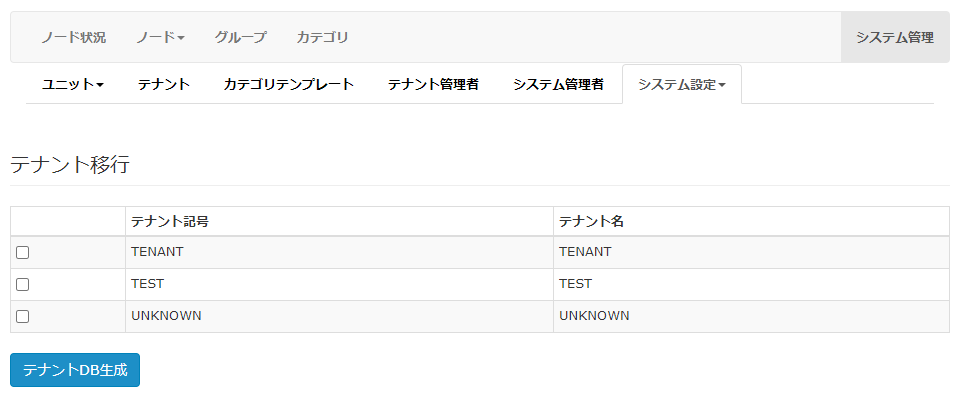 ノード状況 ノード グループ カテゴリ システム管理
ユニット テナント カテゴリテンプレート テナント管理者 システム管理者 システム設定
テナント移行
テナント記号 テナント名
TENANT TENANT
TEST TEST
UNKNOWN UNKNOWN
テナントDB生成